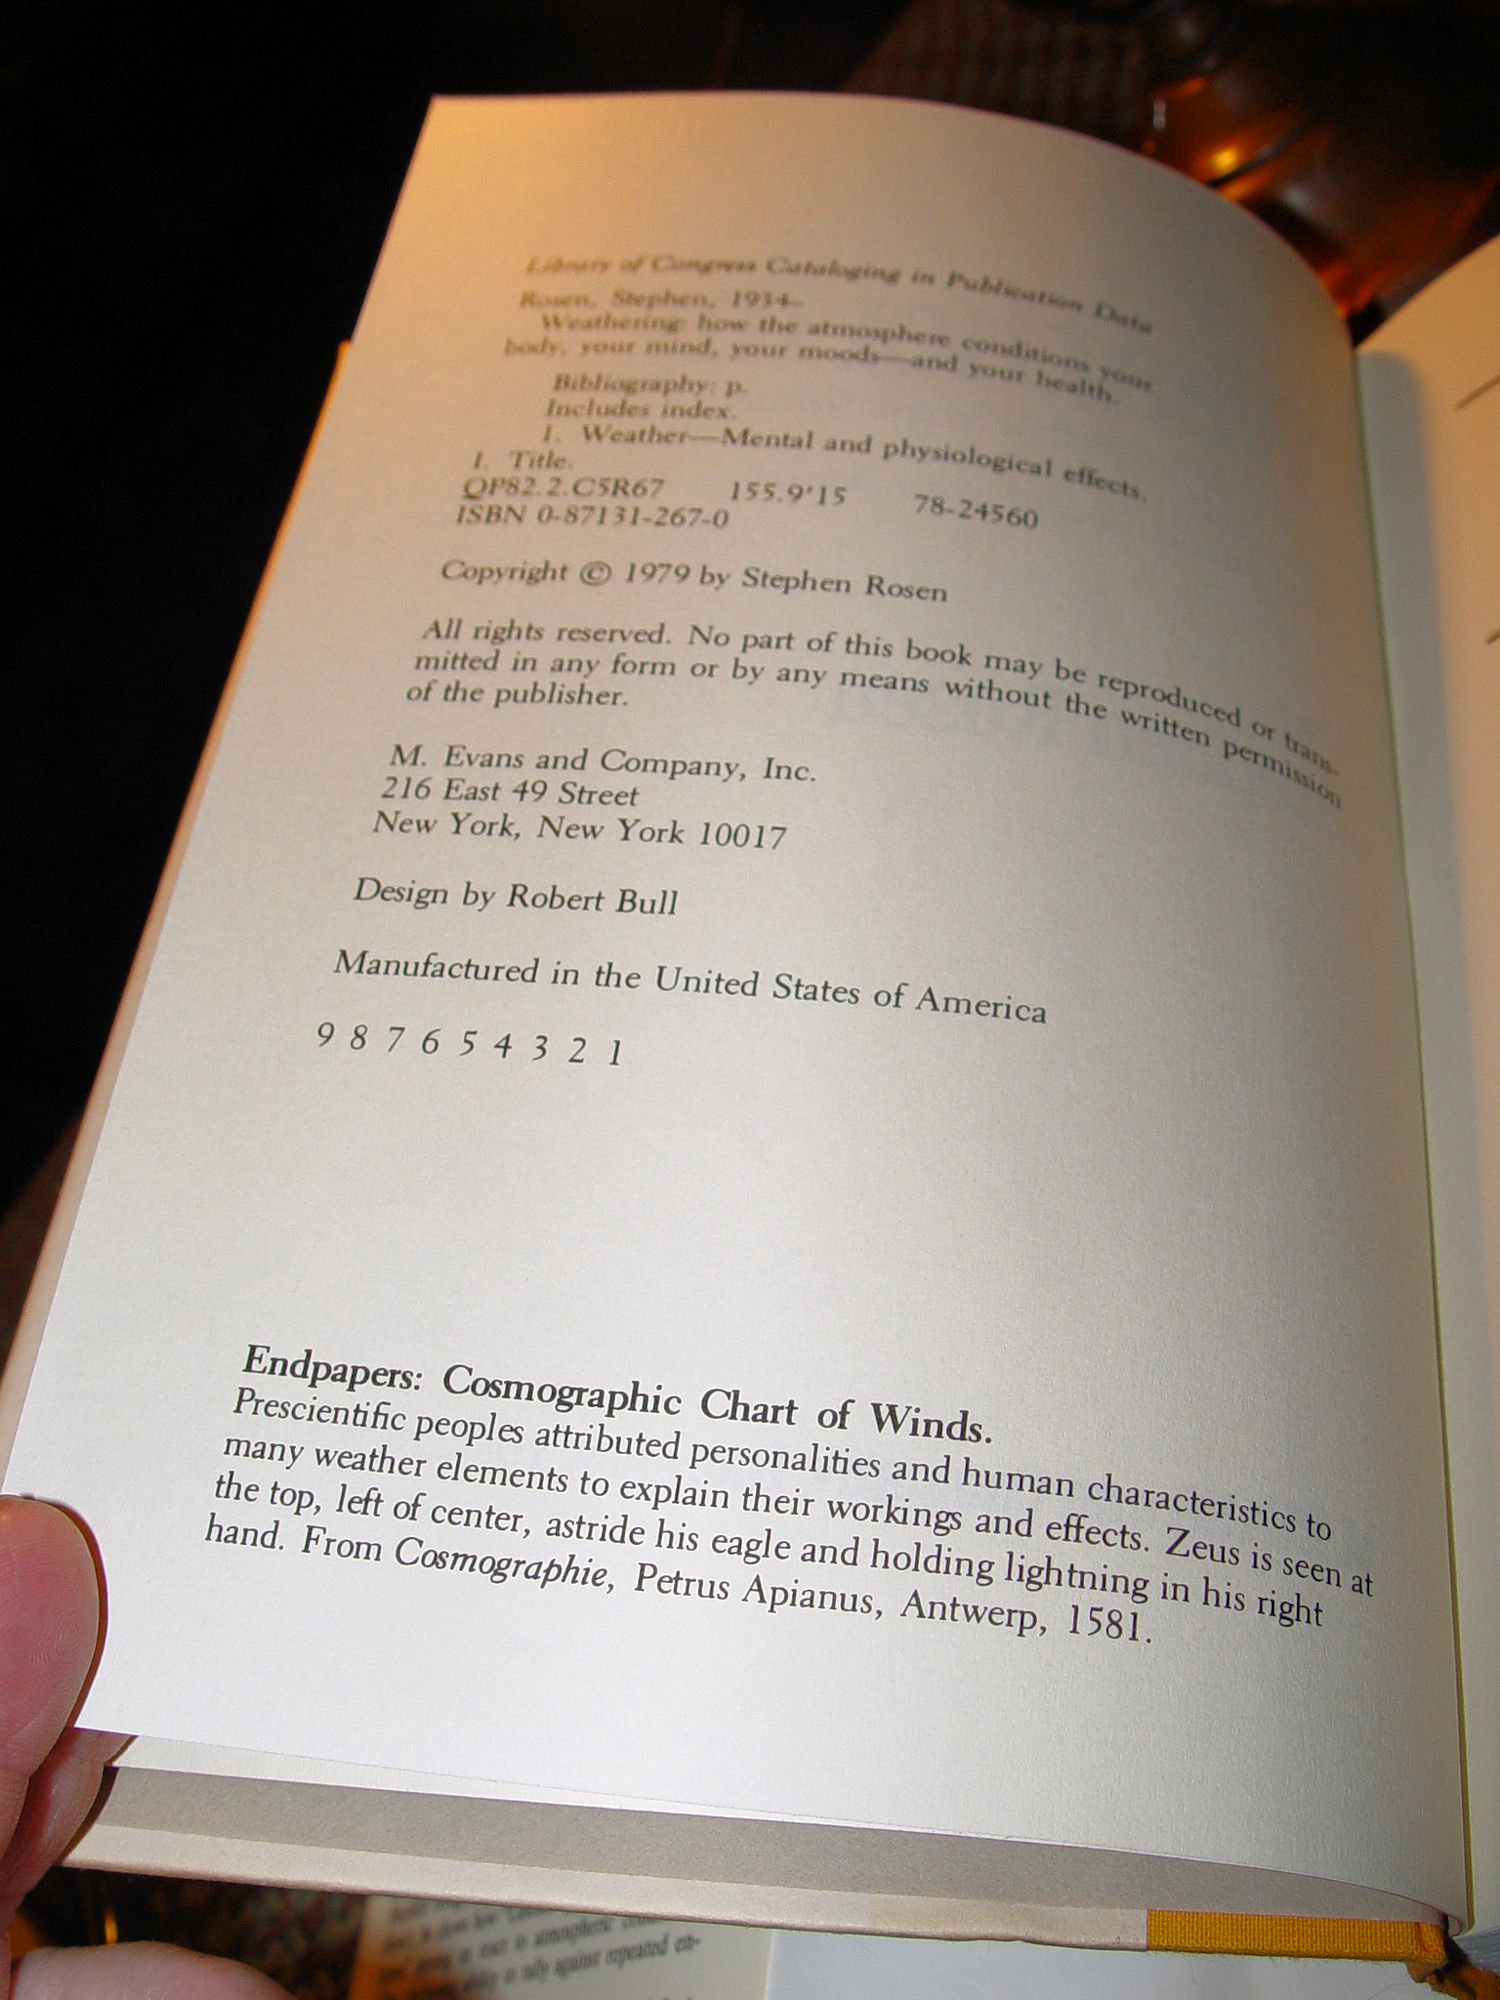 Library of Congress Cataloging in Publication Data
Rosen, Stephen, 1934–
Weathering: how the atmosphere conditions your
body, your mind, your moods—and your health.
Bibliography: p.
Includes index.
1. Weather—Mental and physiological effects.
I. Title.
QP82.2.C5R67 155.9'15 78-24560
ISBN 0-87131-267-0
Copyright © 1979 by Stephen Rosen
All rights reserved. No part of this book may be reproduced or trans-
mitted in any form or by any means without the written permission
of the publisher.
M. Evans and Company, Inc.
216 East 49 Street
New York, New York 10017
Design by Robert Bull
Manufactured in the United States of America
9 8 7 6 5 4 3 2 1
Endpapers: Cosmographic Chart of Winds.
Prescientific peoples attributed personalities and human characteristics to
many weather elements to explain their workings and effects. Zeus is seen at
the top, left of center, astride his eagle and holding lightning in his right
hand. From Cosmographie, Petrus Apianus, Antwerp, 1581.
to atmospheric
to rally against repeated en-